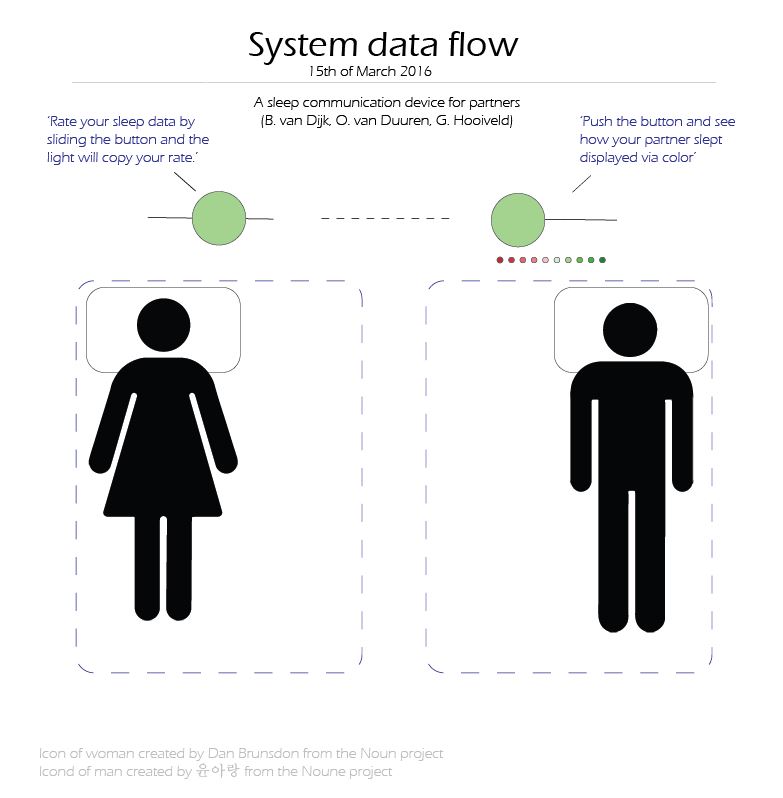 System data flow
15th of March 2016
A sleep communication device for partners
(B. van Dijk, O. van Duuren, G. Hooiveld)
'Rate your sleep data by
sliding the button and the
light will copy your rate.'
'Push the button and see
how your partner slept
displayed via color'
Icon of woman created by Dan Brunsdon from the Noun project
Icond of man created by 윤아랑 from the Noune project